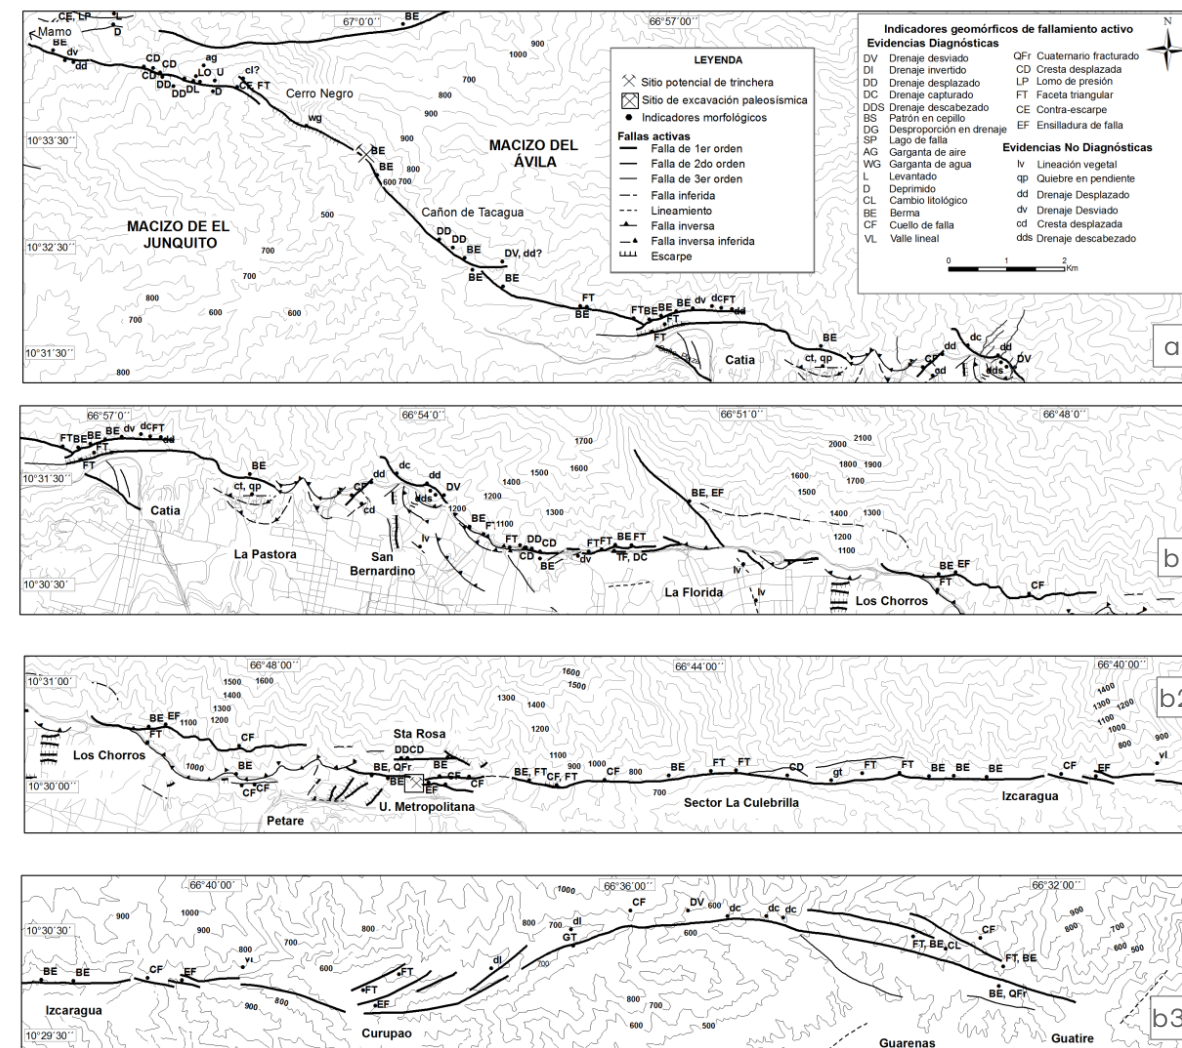 CE, LP
L
D
Mamo
67°0'0''
66°57'00''
BE
BE
dv
dd
CD
CD
CD
ag
LO
U
cl?
CF, FT
DD
DD
DL
D
Cerro Negro
wg
900
1000
800
700
800
900
800
600
700
500
10°33'30''
BE
BE
MACIZO DEL
ÁVILA
MACIZO DE EL
JUNQUITO
Cañon de Tacagua
10°32'30''
DD
DD
BE
DV, dd?
BE
BE
700
700
600
600
800
700
800
FT
BE
FT
BE
BE
BE
dv
dc
FT
dd
FT
FT
10°31'30''
Catia
BE
ct, qp
CF
cd
dd
dc
dd
dds
DV
LEYENDA
Sitio potencial de trinchera
Sitio de excavación paleosísmica
Indicadores morfológicos
Fallas activas
Falla de 1er orden
Falla de 2do orden
Falla de 3er orden
Falla inferida
Lineamiento
Falla inversa
Falla inversa inferida
Escarpe
Indicadores geomórficos de fallamiento activo
Evidencias Diagnósticas
DV Drenaje desviado
DI Drenaje invertido
DD Drenaje desplazado
DC Drenaje capturado
DDS Drenaje descabezado
BS Patrón en cepillo
DG Desproporción en drenaje
SP Lago de falla
AG Garganta de aire
WG Garganta de agua
L Levantado
D Deprimido
CL Cambio litológico
BE Berma
CF Cuello de falla
VL Valle lineal
QFr Cuaternario fracturado
CD Cresta desplazada
LP Lomo de presión
FT Faceta triangular
CE Contra-escarpe
EF Ensilladura de falla
Evidencias No Diagnósticas
lv Lineación vegetal
qp Quiebre en pendiente
dd Drenaje Desplazado
dv Drenaje Desviado
cd Cresta desplazada
dds Drenaje descabezado
0 1 2
Km
N
a
66°57'0''
66°54'0''
66°51'0''
66°48'0''
FT
BE
BE
BE
dv
dc
FT
dd
FT
FT
10°31'30''
Catia
BE
ct, qp
La Pastora
CF
cd
dd
dc
dd
dds
DV
1200
San
Bernardino
lv
BE
1100
1200
1400
1500
1600
1700
1300
FT
DD
CD
CD
BE
dv
FT
FT
BE
FT
TF, DC
BE, EF
2000
2100
1800
1900
1600
1700
1500
1400
1300
1200
1100
lv
lv
La Florida
Los Chorros
BE
EF
FT
CF
10°30'30''
b
66°48'00''
66°44'00''
66°40'00''
10°31'00''
1500
1600
1400
1300
1200
1100
BE
EF
FT
CF
Los Chorros
1000
BE
CF
CF
10°30'00''
Petare
Sta Rosa
DDCD
BE,
QFr
BE
BE
EF
CF
CF
U. Metropolitana
1600
1500
1300
1400
1200
1100
900
1000
800
700
BE, FT
CF, FT
CF
BE
FT
FT
CD
gt
FT
FT
BE
BE
BE
Sector La Culebrilla
Izcaragua
CF
EF
vl
1400
1300
1200
1100
1000
800
900
b2
66°40'00''
66°36'00''
66°32'00''
10°30'30''
900
1000
900
800
700
600
BE
BE
CF
EF
vl
Izcaragua
900
800
FT
FT
EF
Curupao
dl
dl
GT
1000
800
700
700
CF
DV
600
600
dc
dc
dc
800
700
600
500
FT, BE
CL
CF
FT, BE
BE, QFr
900
800
700
600
500
Guarenas
Guatire
10°29'30''
b3